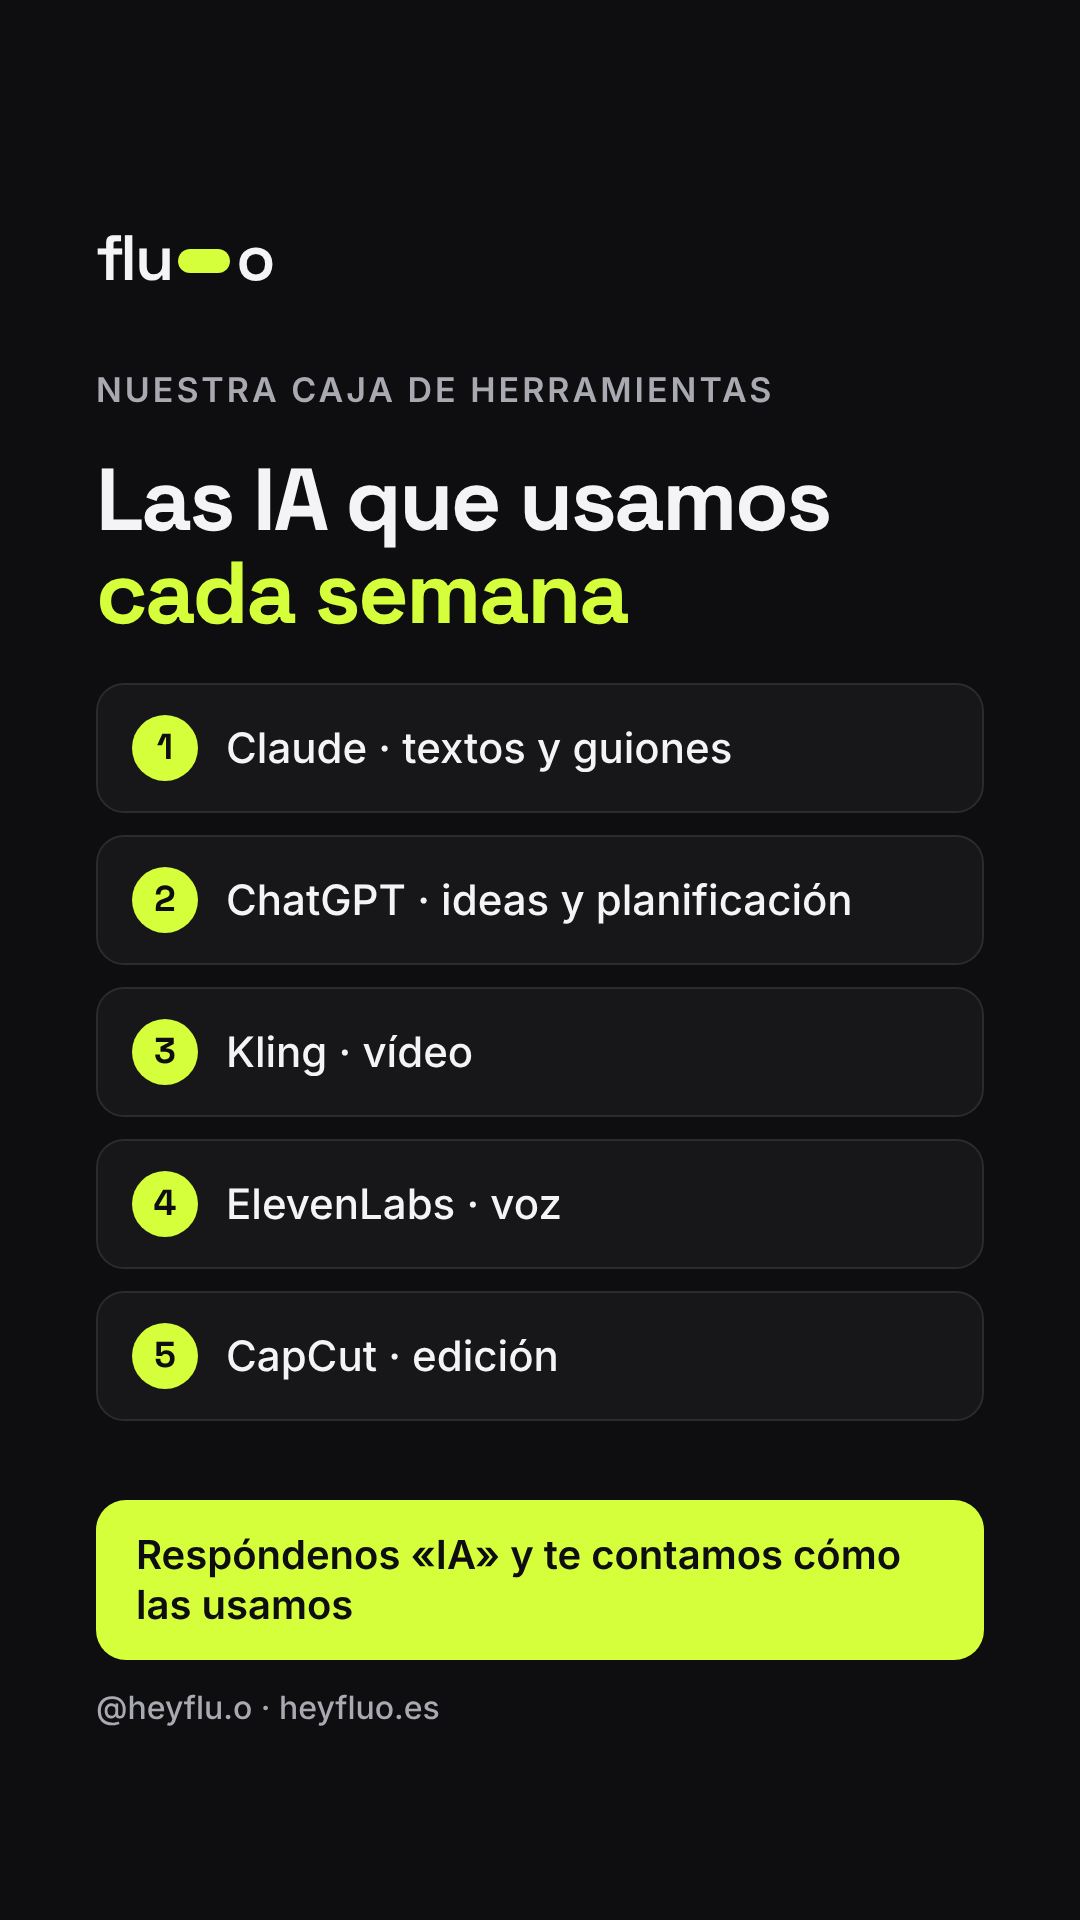 fluo
NUESTRA CAJA DE HERRAMIENTAS
Las IA que usamos
cada semana
1 Claude · textos y guiones
2 ChatGPT · ideas y planificación
3 Kling · vídeo
4 ElevenLabs · voz
5 CapCut · edición
Respóndenos «IA» y te contamos cómo
las usamos
@heyflu.o · heyfluo.es